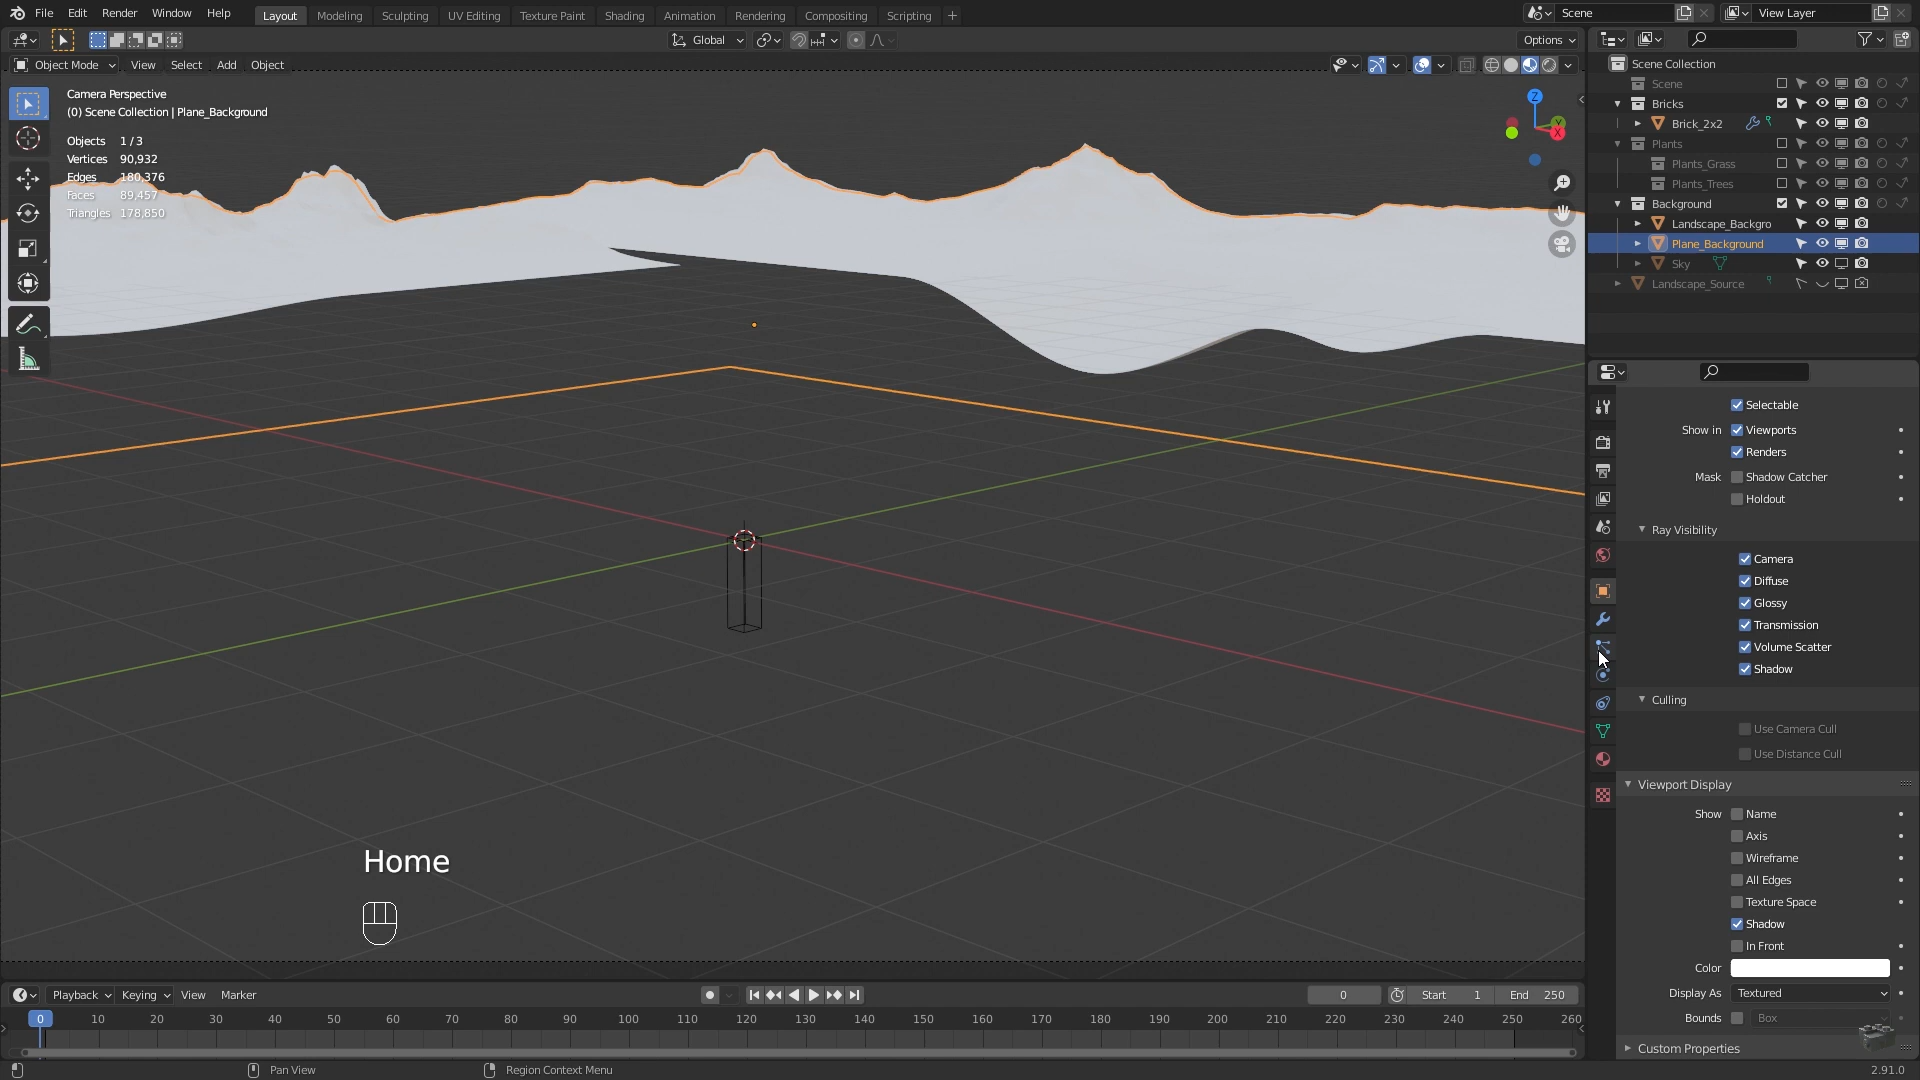 File Edit Render Window Help
Layout Modeling Sculpting UV Editing Texture Paint Shading Animation Rendering Compositing Scripting +
Scene
View Layer
Global
Options
Object Mode View Select Add Object
Camera Perspective
(0) Scene Collection | Plane_Background
Objects 1 / 3
Vertices 90,932
Edges 180,376
Faces 89,457
Triangles 178,850
Z
Y
X
Scene Collection
Scene
Bricks
Brick_2x2
Plants
Plants_Grass
Plants_Trees
Background
Landscape_Backgro
Plane_Background
Sky
Landscape_Source
Selectable
Show in Viewports
Renders
Mask Shadow Catcher
Holdout
Ray Visibility
Camera
Diffuse
Glossy
Transmission
Volume Scatter
Shadow
Culling
Use Camera Cull
Use Distance Cull
Viewport Display
Show Name
Axis
Wireframe
All Edges
Texture Space
Shadow
In Front
Color
Display As Textured
Bounds Box
Custom Properties
Home
Playback Keying View Marker
0 Start 1 End 250
0 10 20 30 40 50 60 70 80 90 100 110 120 130 140 150 160 170 180 190 200 210 220 230 240 250 260
Pan View Region Context Menu 2.91.0